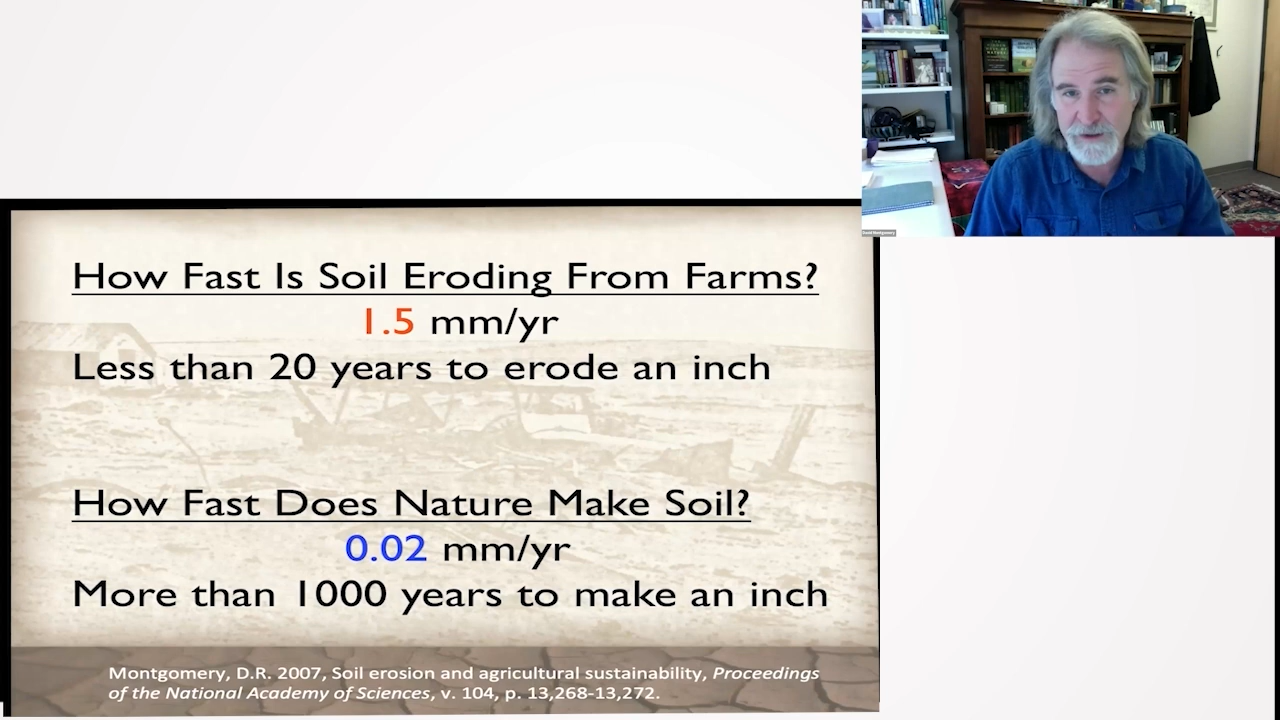 David Montgomery
How Fast Is Soil Eroding From Farms?
1.5 mm/yr
Less than 20 years to erode an inch
How Fast Does Nature Make Soil?
0.02 mm/yr
More than 1000 years to make an inch
Montgomery, D.R. 2007, Soil erosion and agricultural sustainability, Proceedings
of the National Academy of Sciences, v. 104, p. 13,268-13,272.